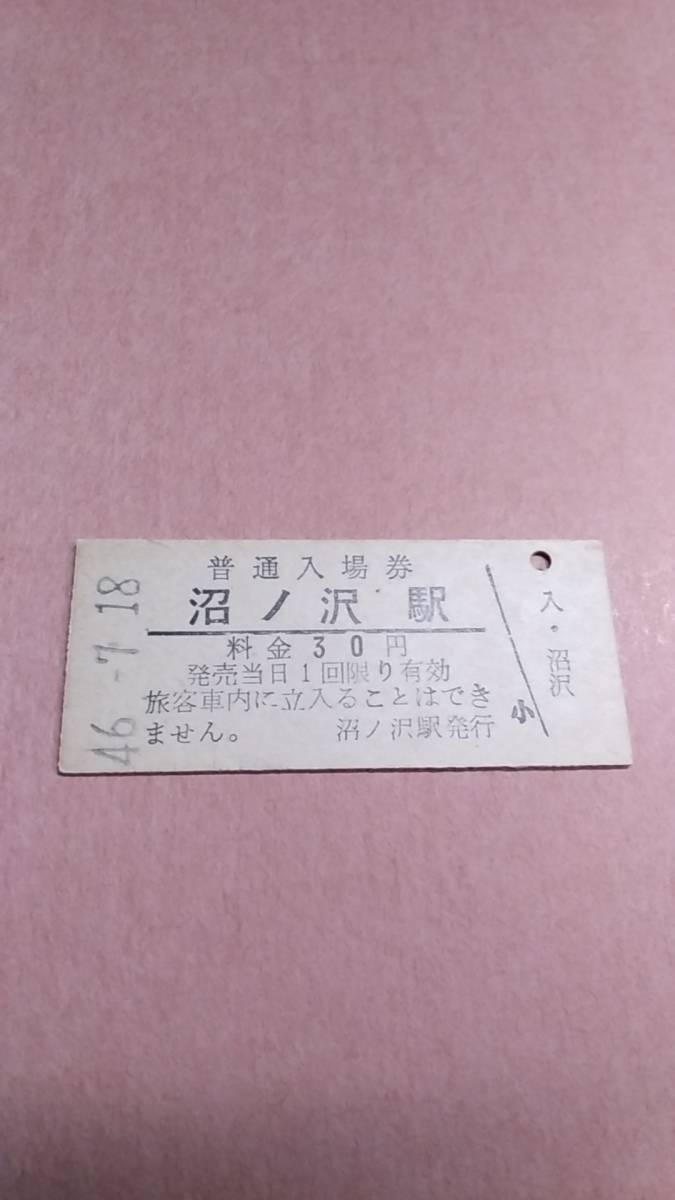 46.-7.18
普通入場券
沼ノ沢駅
料金30円
発売当日1回限り有効
旅客車内に立入ることはでき
ません。 沼ノ沢駅発行
小
入・沼沢